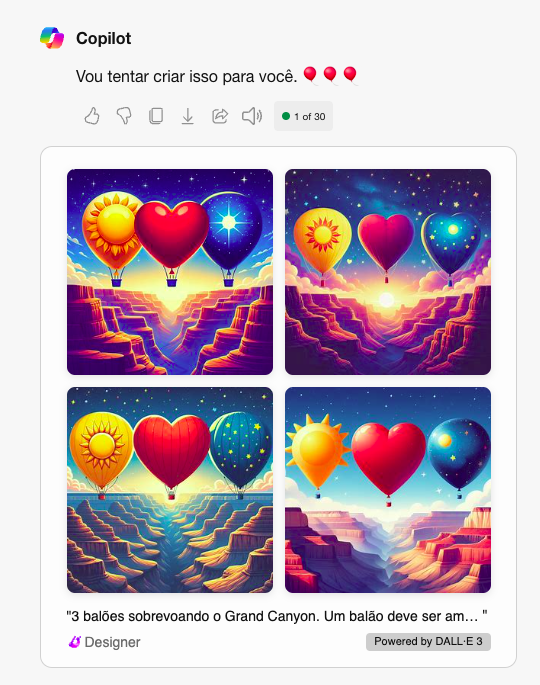 Copilot
Vou tentar criar isso para você. 🎈🎈🎈
1 of 30
"3 balões sobrevoando o Grand Canyon. Um balão deve ser am… "
Designer
Powered by DALL·E 3